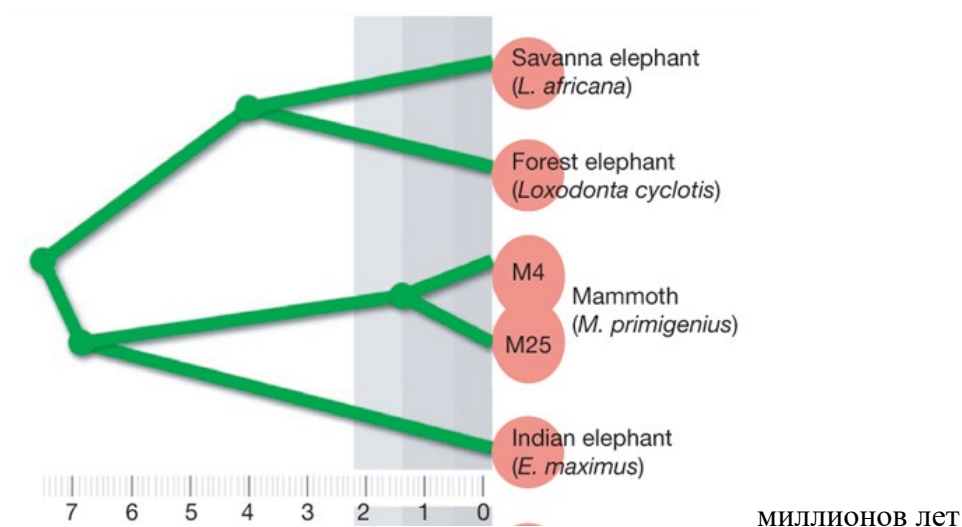 Savanna elephant
(L. africana)
Forest elephant
(Loxodonta cyclotis)
M4
Mammoth
(M. primigenius)
M25
Indian elephant
(E. maximus)
7 6 5 4 3 2 1 0
миллионов лет